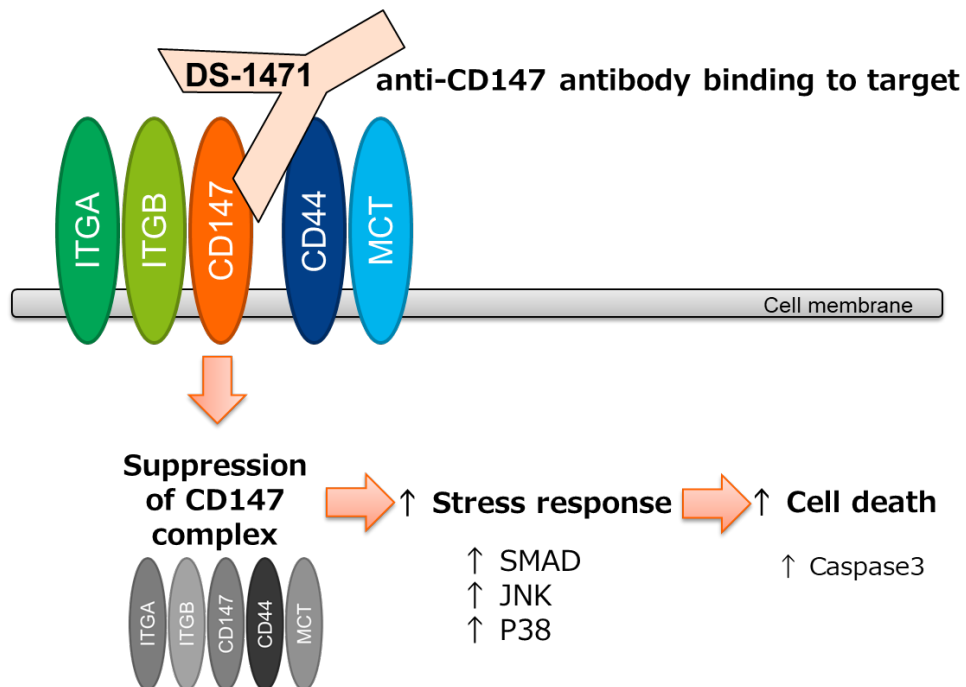 DS-1471
anti-CD147 antibody binding to target
ITGA
ITGB
CD147
CD44
MCT
Cell membrane
Suppression
of CD147
complex
↑ Stress response
↑ Cell death
↑ SMAD
↑ JNK
↑ P38
↑ Caspase3
ITGA
ITGB
CD147
CD44
MCT